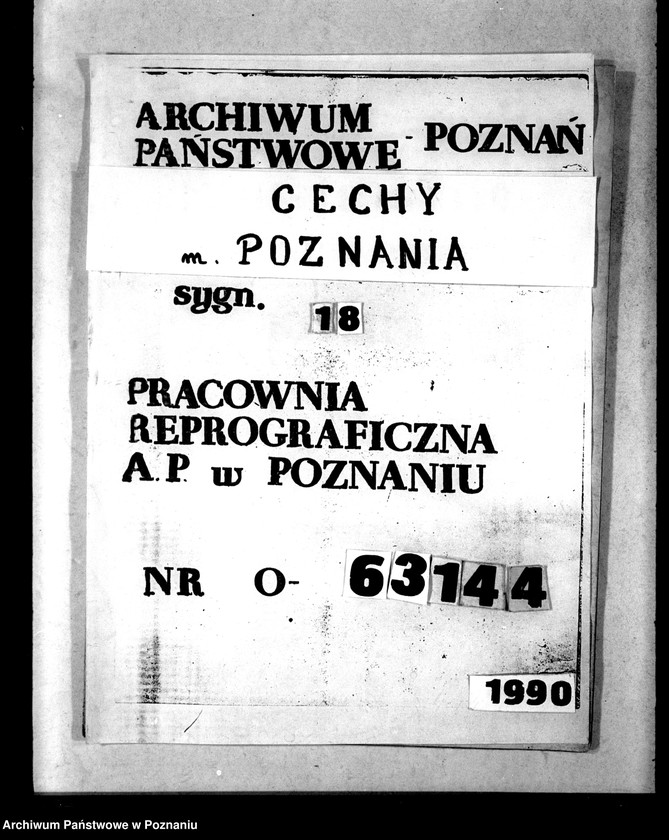 ARCHIWUM
PAŃSTWOWE - POZNAŃ
CECHY
m. POZNANIA
sygn. 18
PRACOWNIA
REPROGRAFICZNA
A.P. w POZNANIU
NR O- 63144
1990
Archiwum Państwowe w Poznaniu